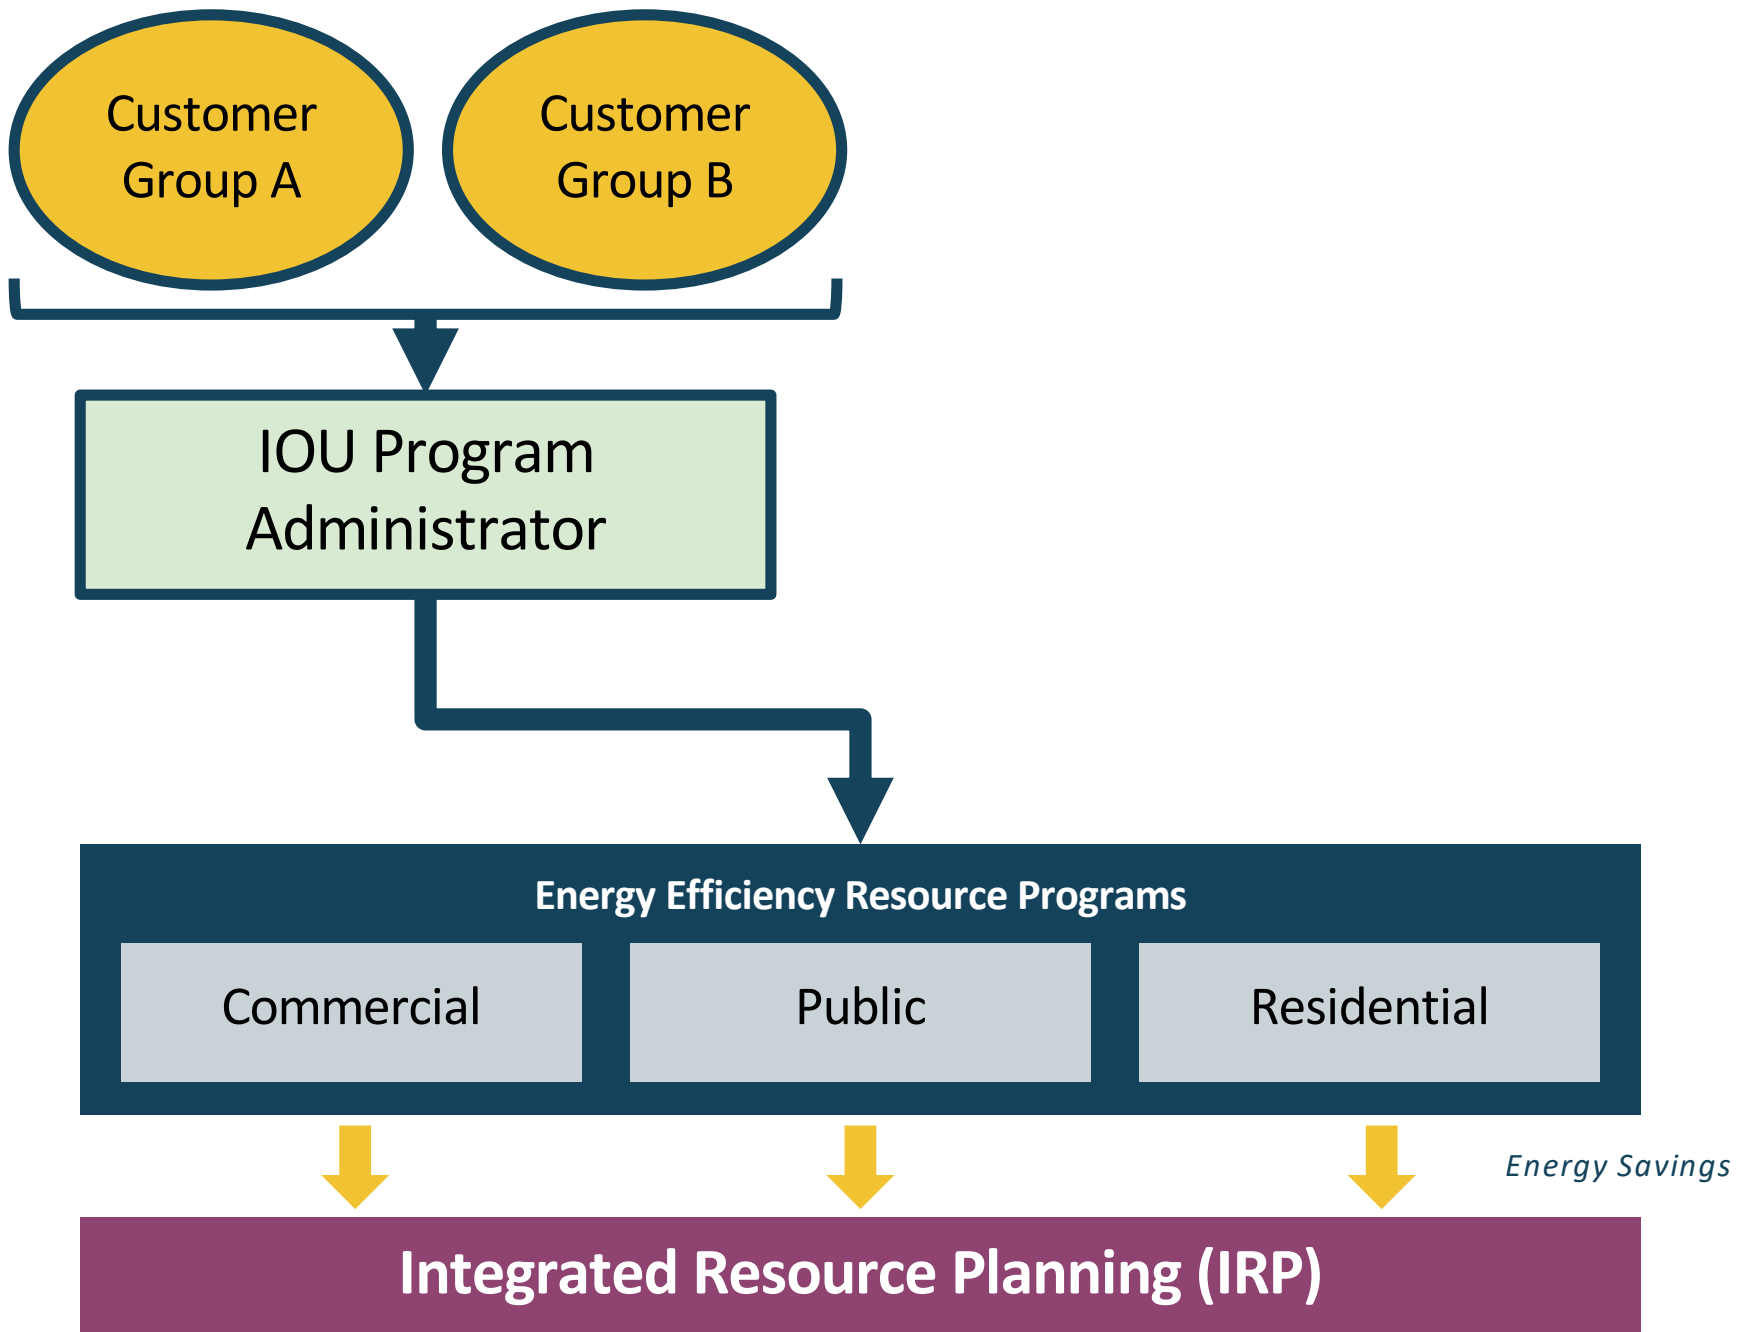 Customer
Group A
Customer
Group B
IOU Program
Administrator
Energy Efficiency Resource Programs
Commercial
Public
Residential
Energy Savings
Integrated Resource Planning (IRP)